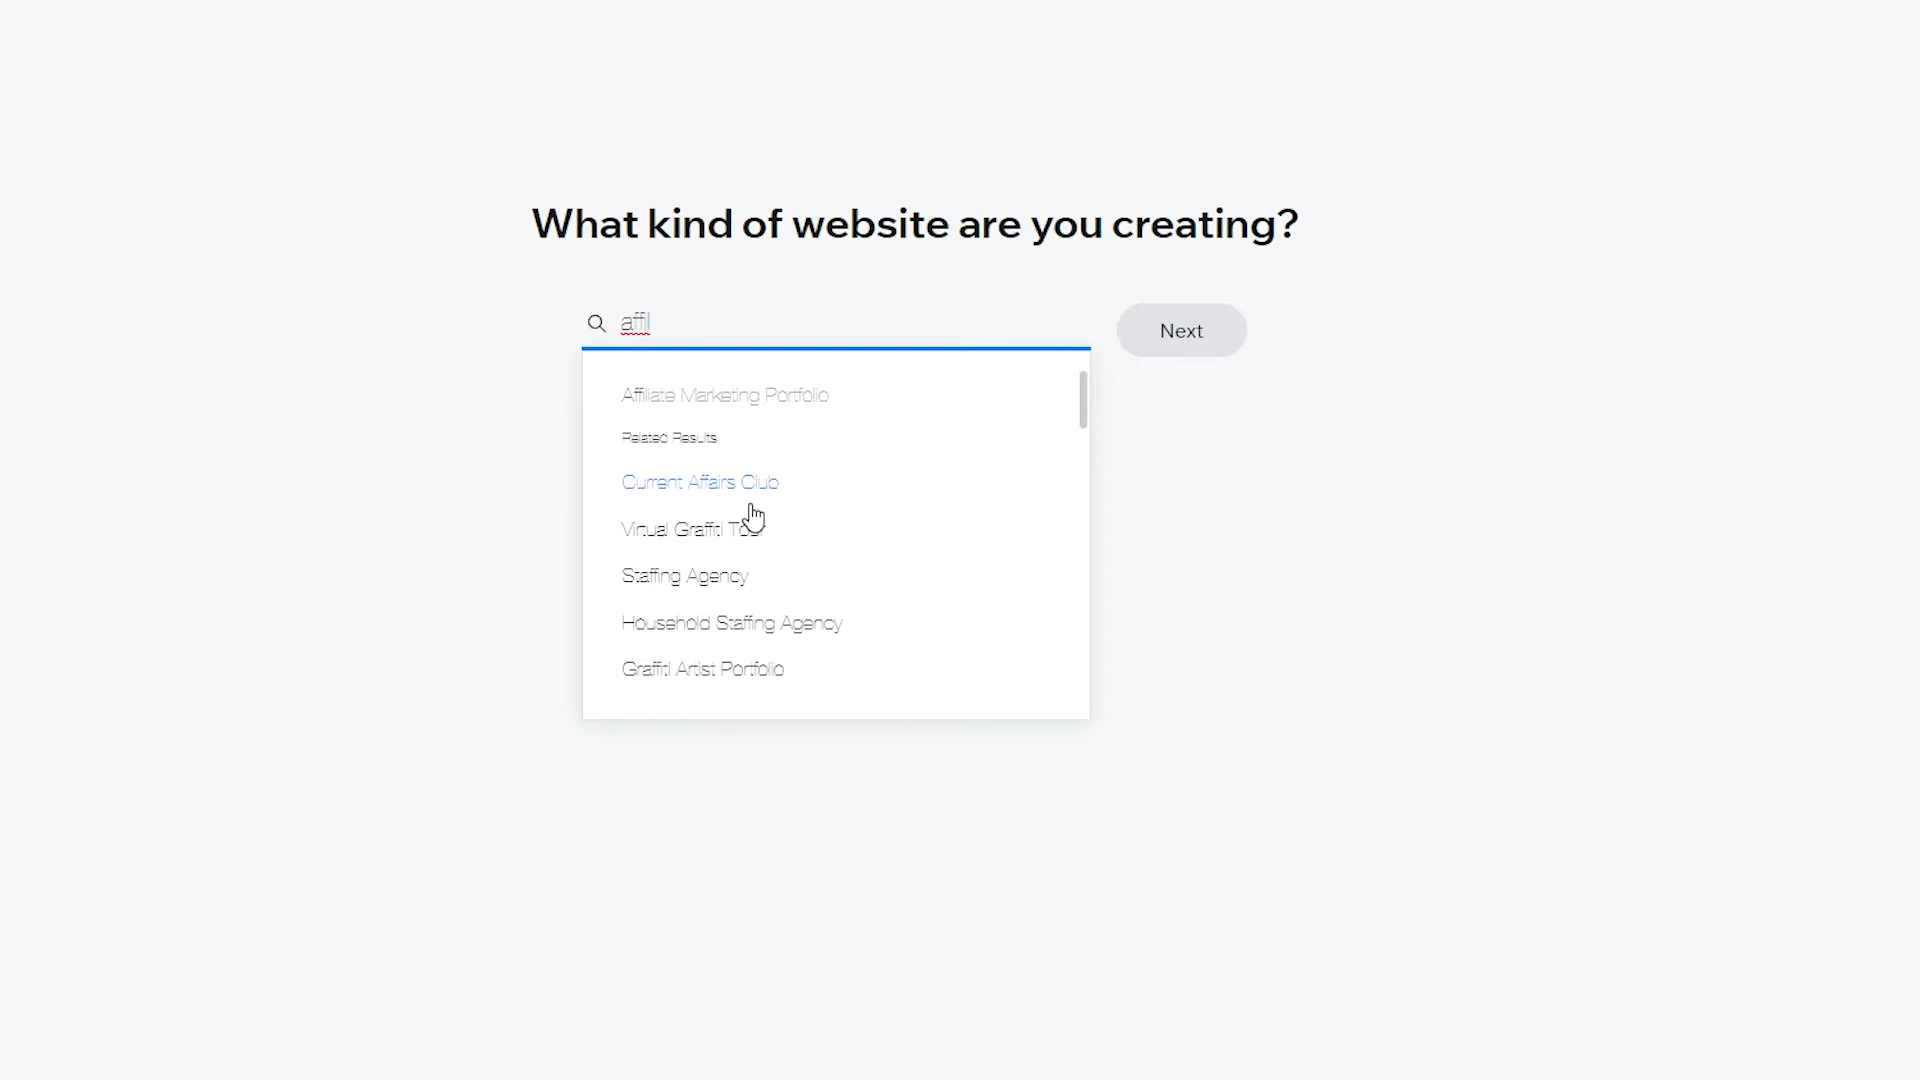 What kind of website are you creating?
affil
Next
Affiliate Marketing Portfolio
Related Results
Current Affairs Club
Virtual Graffiti Tour
Staffing Agency
Household Staffing Agency
Graffiti Artist Portfolio